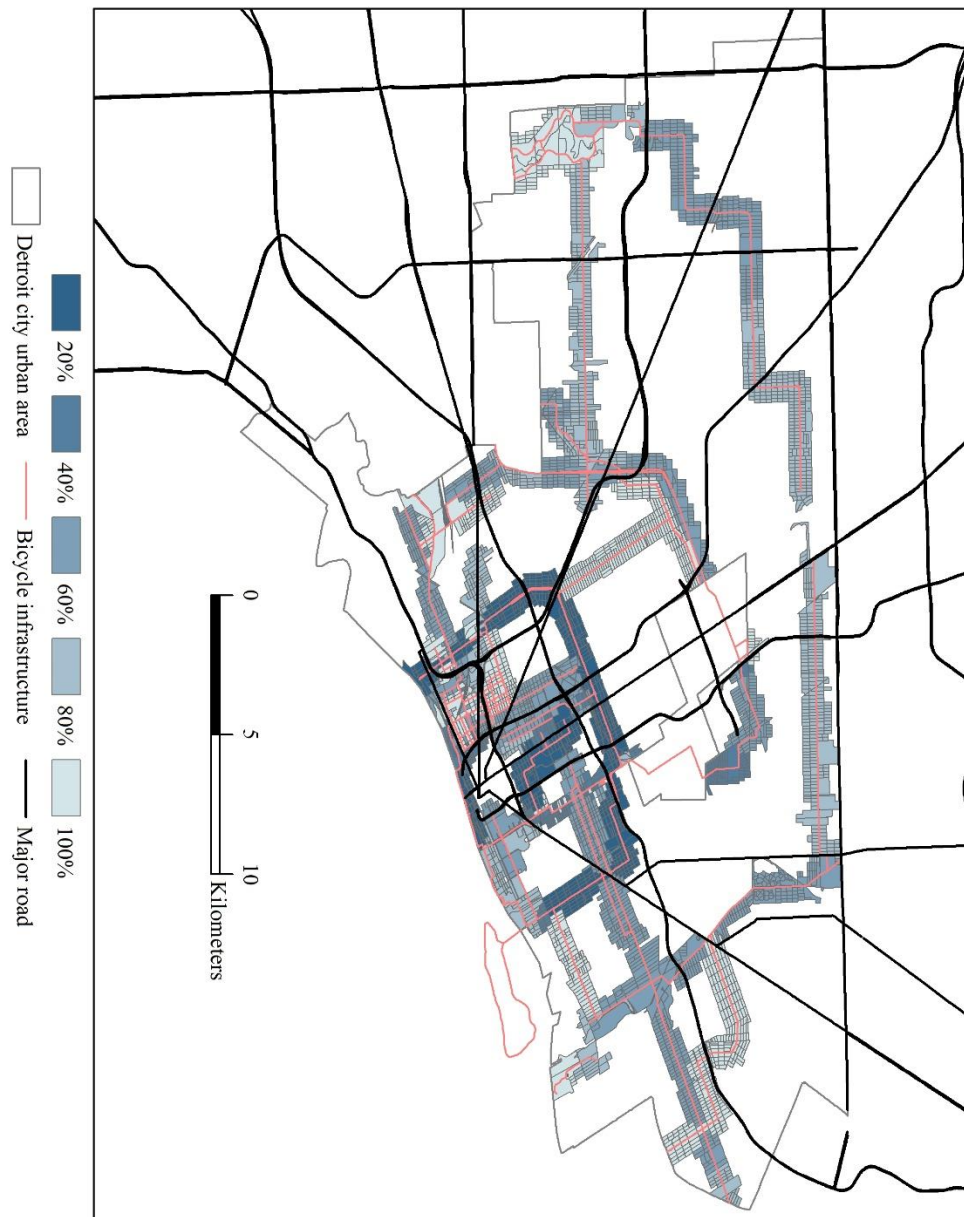 0 5 10
Kilometers
20% 40% 60% 80% 100%
Detroit city urban area Bicycle infrastructure Major road